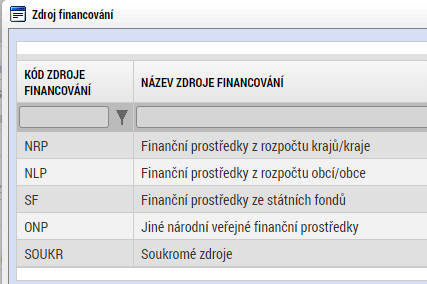 Zdroj financování
KÓD ZDROJE FINANCOVÁNÍ
NÁZEV ZDROJE FINANCOVÁNÍ
NRP Finanční prostředky z rozpočtu krajů/kraje
NLP Finanční prostředky z rozpočtu obcí/obce
SF Finanční prostředky ze státních fondů
ONP Jiné národní veřejné finanční prostředky
SOUKR Soukromé zdroje